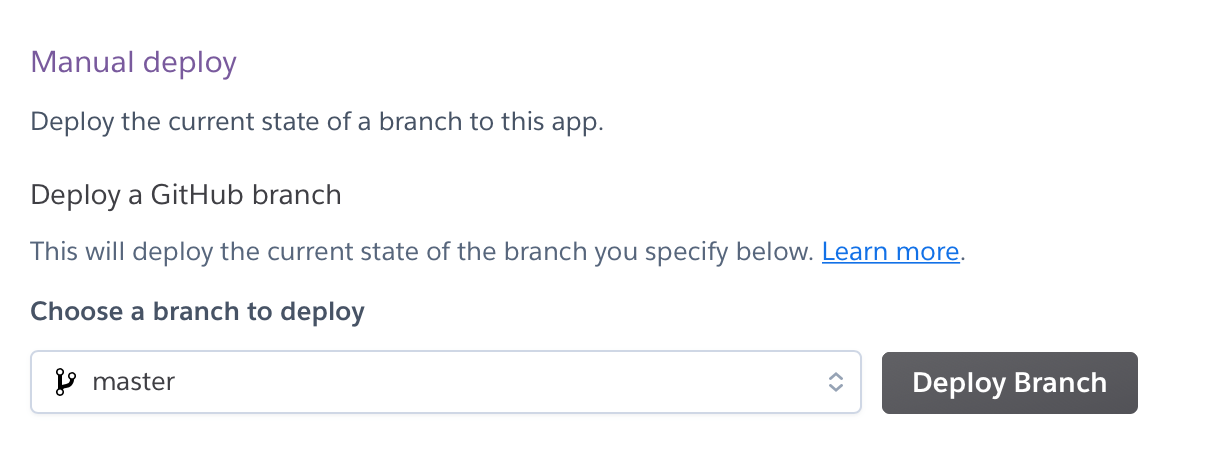 Manual deploy
Deploy the current state of a branch to this app.
Deploy a GitHub branch
This will deploy the current state of the branch you specify below. Learn more.
Choose a branch to deploy
master
Deploy Branch